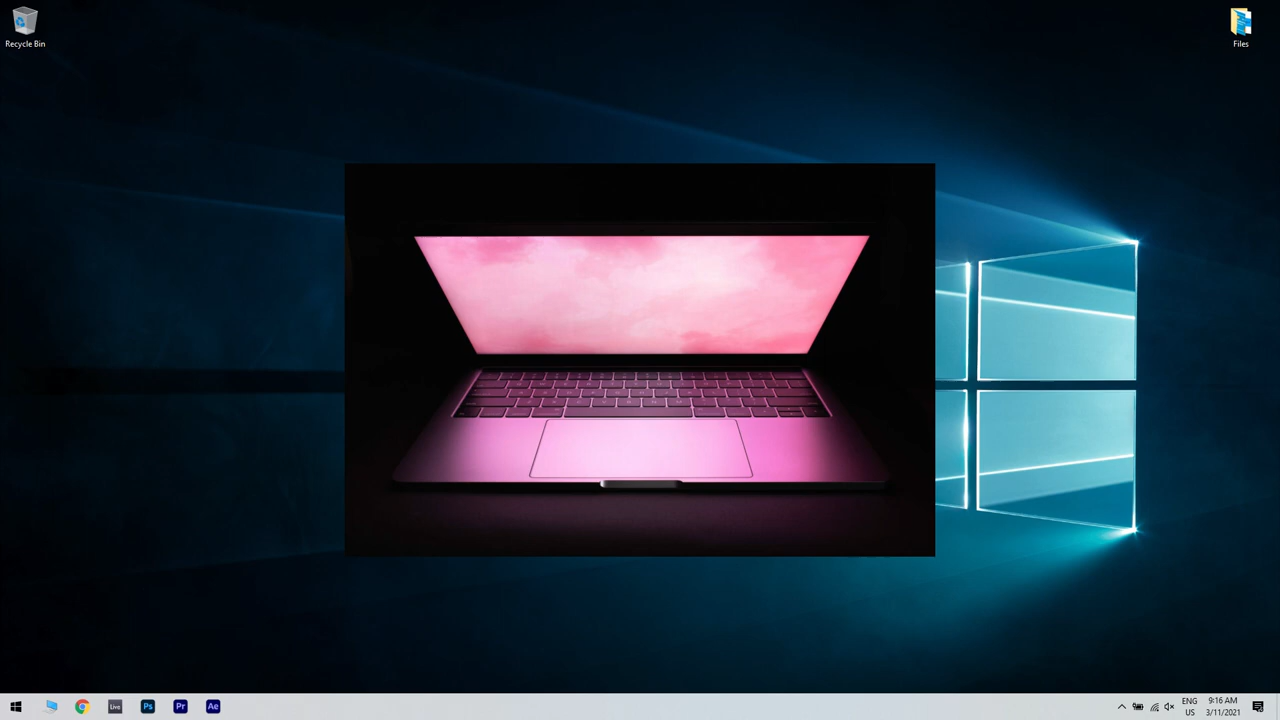 Recycle Bin
Files
Live
Ps
Pr
Ae
ENG
US
9:16 AM
3/11/2021